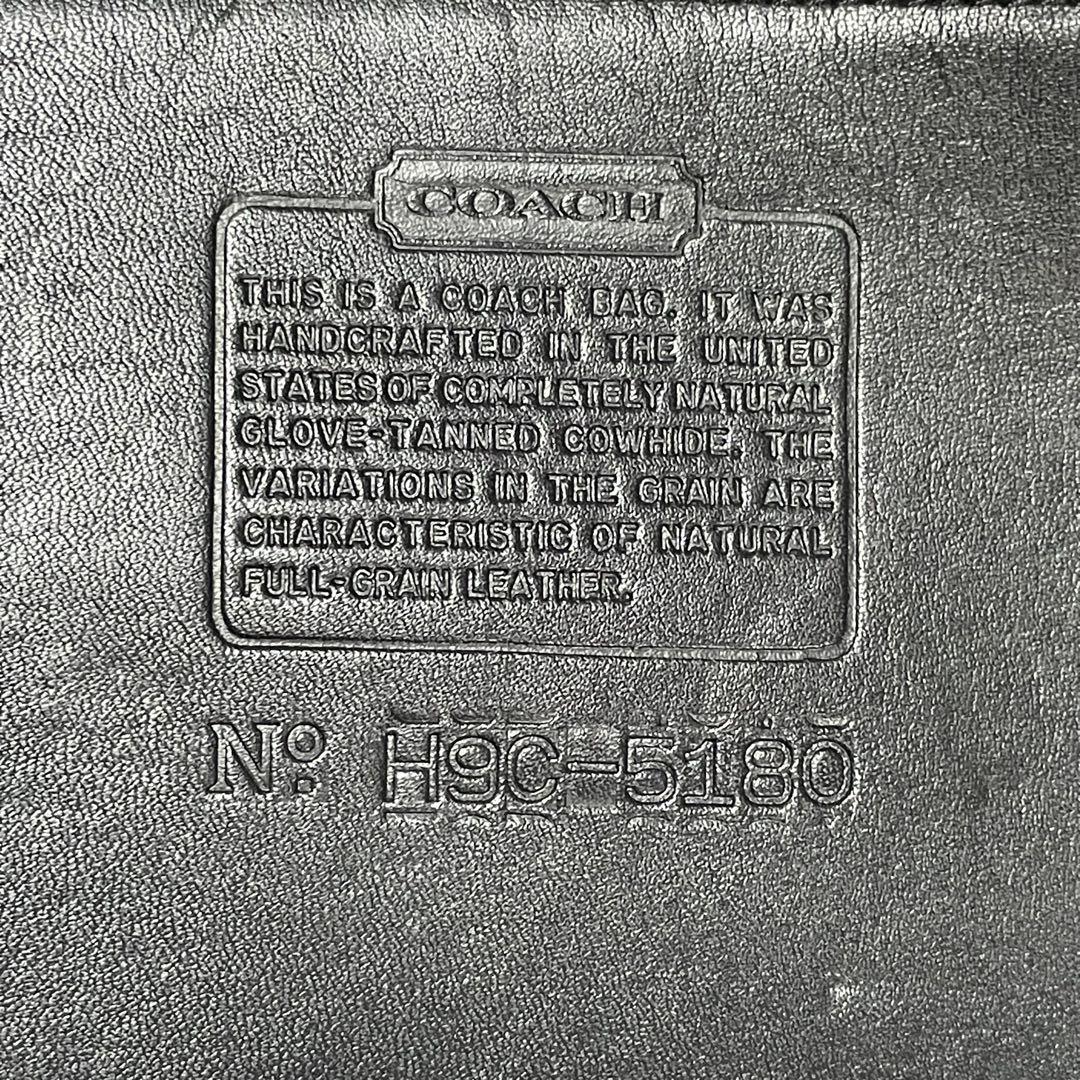 COACH
THIS IS A COACH BAG. IT WAS
HANDCRAFTED IN THE UNITED
STATES OF COMPLETELY NATURAL
GLOVE-TANNED COWHIDE. THE
VARIATIONS IN THE GRAIN ARE
CHARACTERISTIC OF NATURAL
FULL-GRAIN LEATHER.
No: H9C-5180